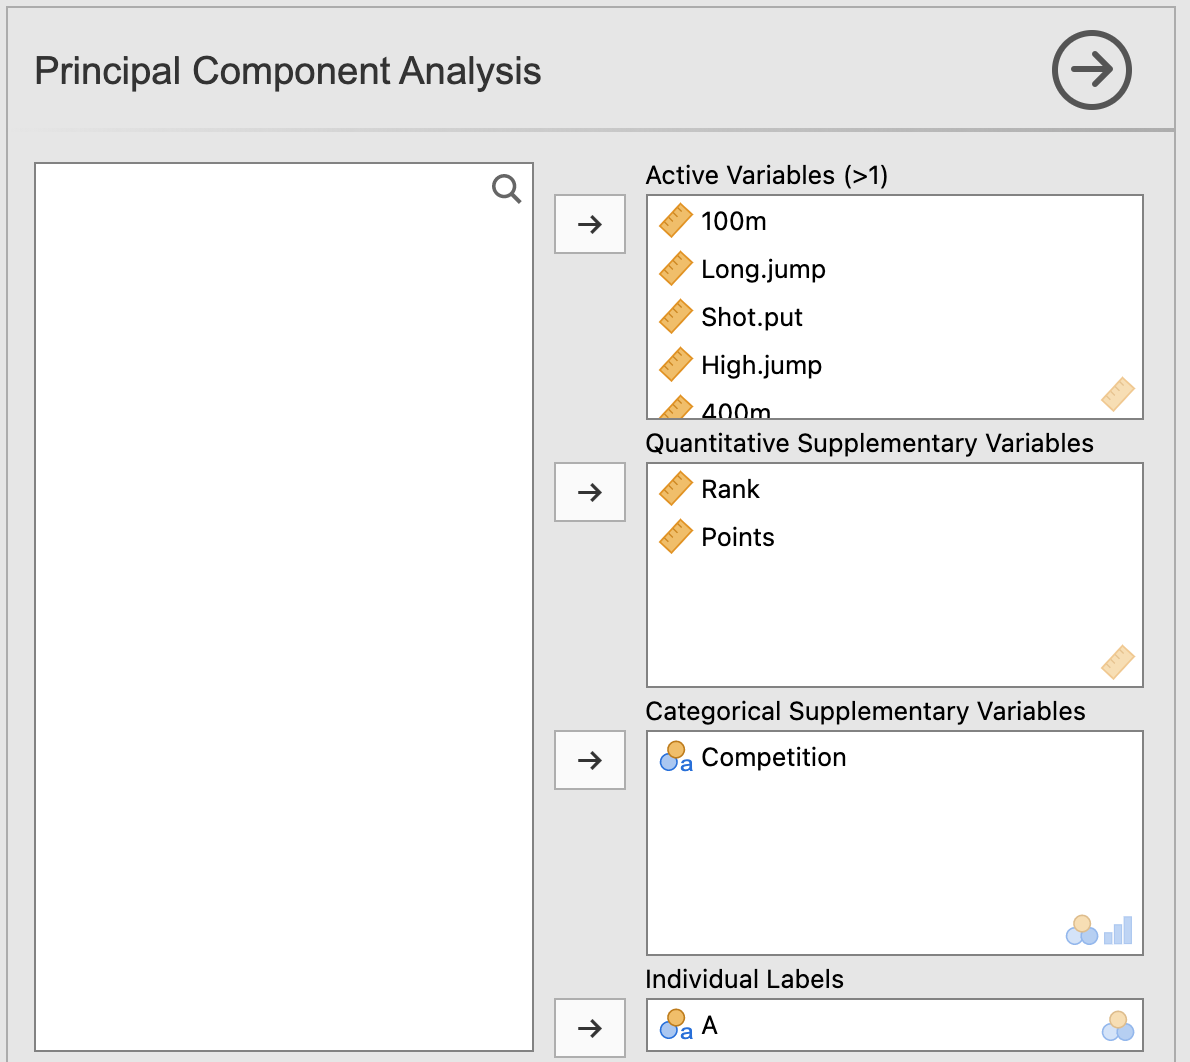 Principal Component Analysis
Active Variables (>1)
100m
Long.jump
Shot.put
High.jump
400m
Quantitative Supplementary Variables
Rank
Points
Categorical Supplementary Variables
a Competition
Individual Labels
a A